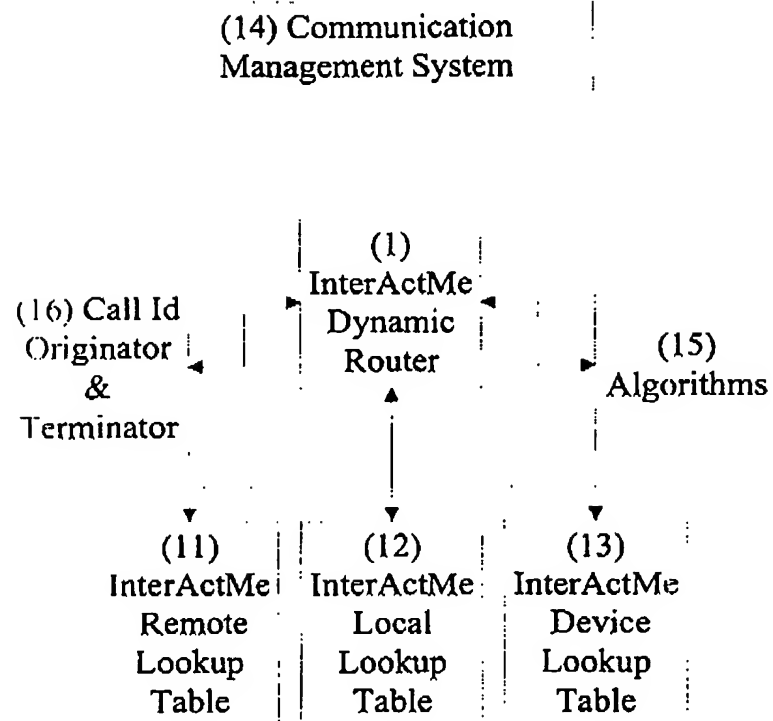 (14) Communication
Management System
(1)
InterActMe
Dynamic
Router
(16) Call Id
Originator
&
Terminator
(15)
Algorithms
(11)
InterActMe
Remote
Lookup
Table
(12)
InterActMe
Local
Lookup
Table
(13)
InterActMe
Device
Lookup
Table